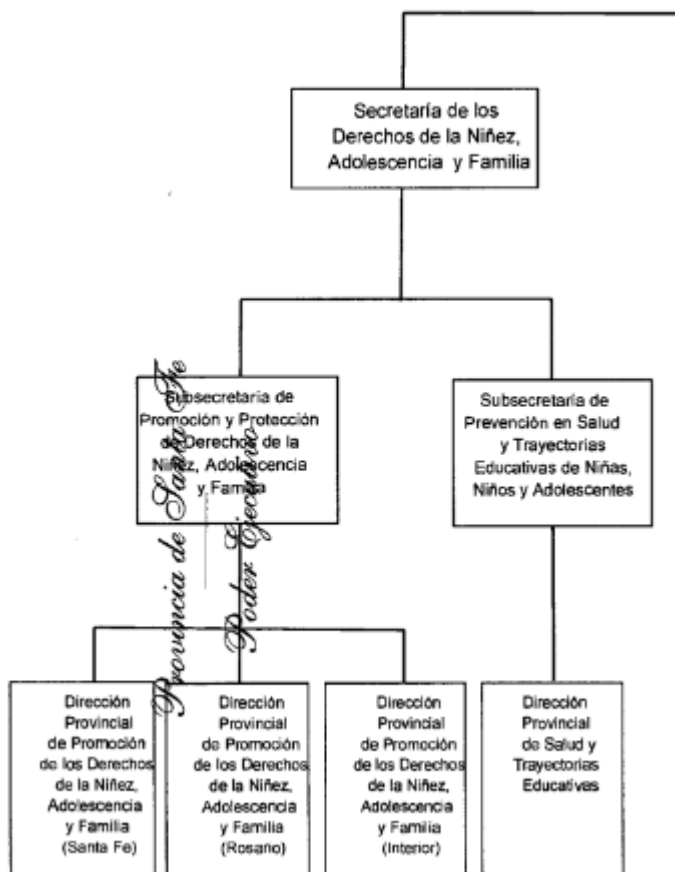 Secretaría de los
Derechos de la Niñez,
Adolescencia y Familia
Subsecretaria de
Promoción y Protección
de Derechos de la
Niñez, Adolescencia
y Familia
Subsecretaría de
Prevención en Salud
y Trayectorias
Educativas de Niñas,
Niños y Adolescentes
Provincia de Santa Fe
Poder Ejecutivo
Dirección
Provincial
de Promoción
de los Derechos
de la Niñez,
Adolescencia
y Familia
(Santa Fe)
Dirección
Provincial
de Promoción
de los Derechos
de la Niñez,
Adolescencia
y Familia
(Rosario)
Dirección
Provincial
de Promoción
de los Derechos
de la Niñez,
Adolescencia
y Familia
(Interior)
Dirección
Provincial
de Salud y
Trayectorias
Educativas